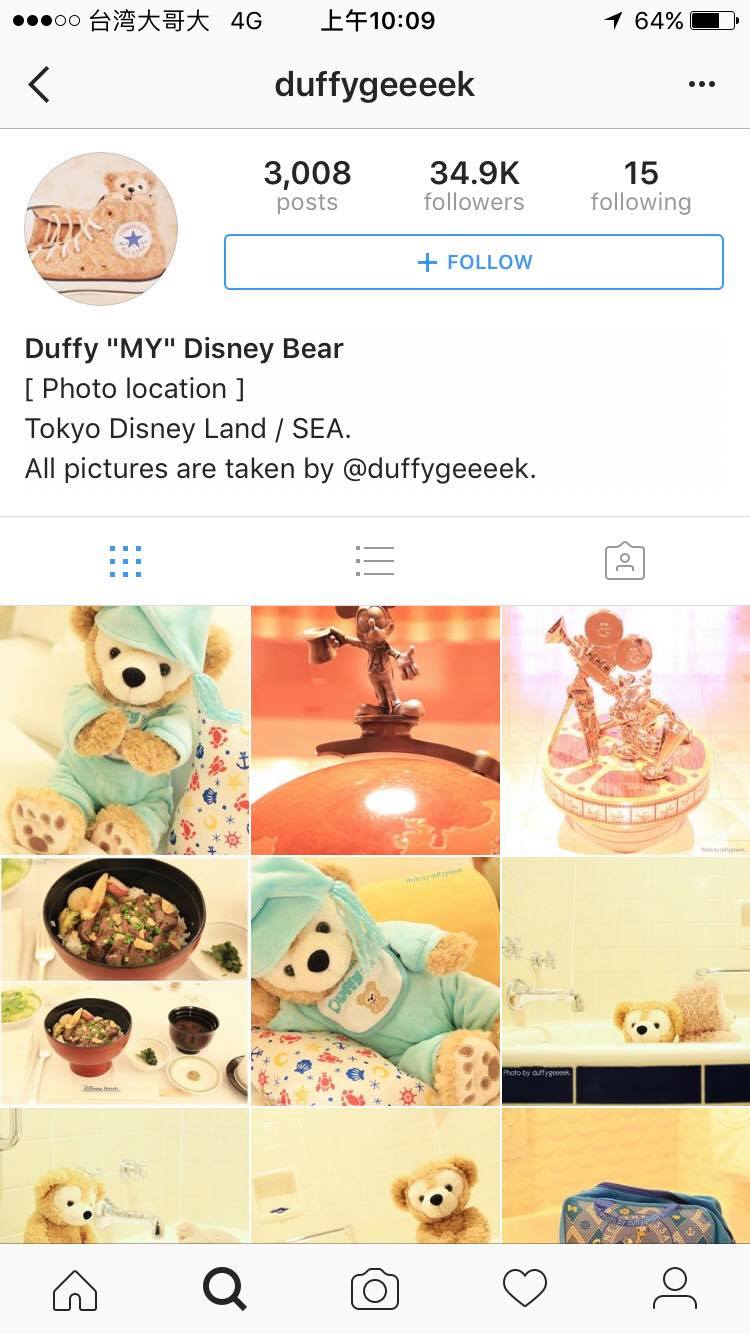 台湾大哥大 4G 上午10:09 64%
duffygeeeek
3,008 34.9K 15
posts followers following
+ FOLLOW
Duffy "MY" Disney Bear
[ Photo location ]
Tokyo Disney Land / SEA.
All pictures are taken by @duffygeeeek.
Photo by duffygeeeek.
Photo by duffygeeeek.
Duffy
Photo by duffygeeeek.